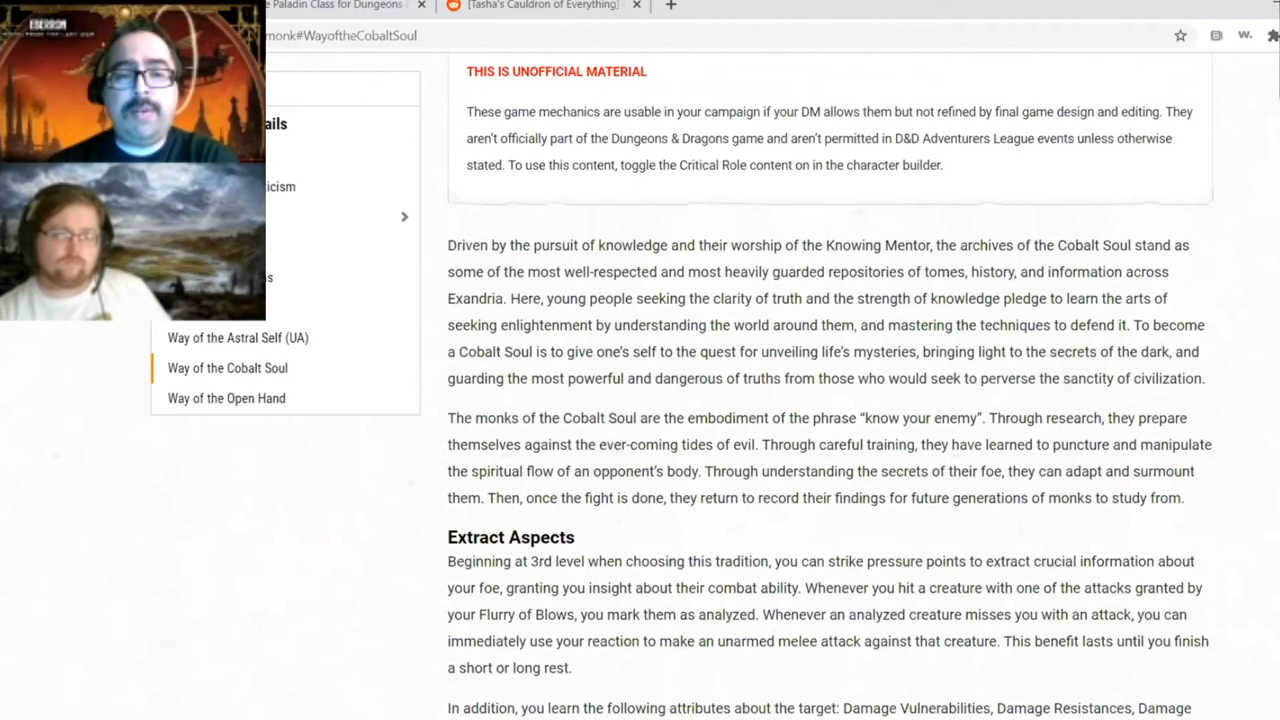 e Paladin Class for Dungeons
[Tasha's Cauldron of Everything]
monk#WayoftheCobaltSoul
W.
EBERRON
THIS IS UNOFFICIAL MATERIAL
These game mechanics are usable in your campaign if your DM allows them but not refined by final game design and editing. They
aren't officially part of the Dungeons & Dragons game and aren't permitted in D&D Adventurers League events unless otherwise
stated. To use this content, toggle the Critical Role content on in the character builder.
ails
icism
s
Way of the Astral Self (UA)
Way of the Cobalt Soul
Way of the Open Hand
Driven by the pursuit of knowledge and their worship of the Knowing Mentor, the archives of the Cobalt Soul stand as
some of the most well-respected and most heavily guarded repositories of tomes, history, and information across
Exandria. Here, young people seeking the clarity of truth and the strength of knowledge pledge to learn the arts of
seeking enlightenment by understanding the world around them, and mastering the techniques to defend it. To become
a Cobalt Soul is to give one's self to the quest for unveiling life's mysteries, bringing light to the secrets of the dark, and
guarding the most powerful and dangerous of truths from those who would seek to perverse the sanctity of civilization.
The monks of the Cobalt Soul are the embodiment of the phrase “know your enemy”. Through research, they prepare
themselves against the ever-coming tides of evil. Through careful training, they have learned to puncture and manipulate
the spiritual flow of an opponent's body. Through understanding the secrets of their foe, they can adapt and surmount
them. Then, once the fight is done, they return to record their findings for future generations of monks to study from.
Extract Aspects
Beginning at 3rd level when choosing this tradition, you can strike pressure points to extract crucial information about
your foe, granting you insight about their combat ability. Whenever you hit a creature with one of the attacks granted by
your Flurry of Blows, you mark them as analyzed. Whenever an analyzed creature misses you with an attack, you can
immediately use your reaction to make an unarmed melee attack against that creature. This benefit lasts until you finish
a short or long rest.
In addition, you learn the following attributes about the target: Damage Vulnerabilities, Damage Resistances, Damage